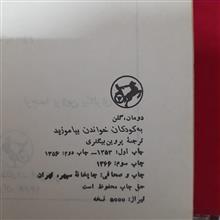 دومان، گلن
به کودکان خواندن بیاموزید
ترجمهٔ پروین بیگلری
چاپ اول: ۱۳۵۳ــ چاپ دوم: ۱۳۵۶
چاپ سوم: ۱۳۶۶
چاپ و صحافی: چاپخانهٔ سپهر، تهران
حق چاپ محفوظ است
تیراژ: ۵۰۰۰ نسخه